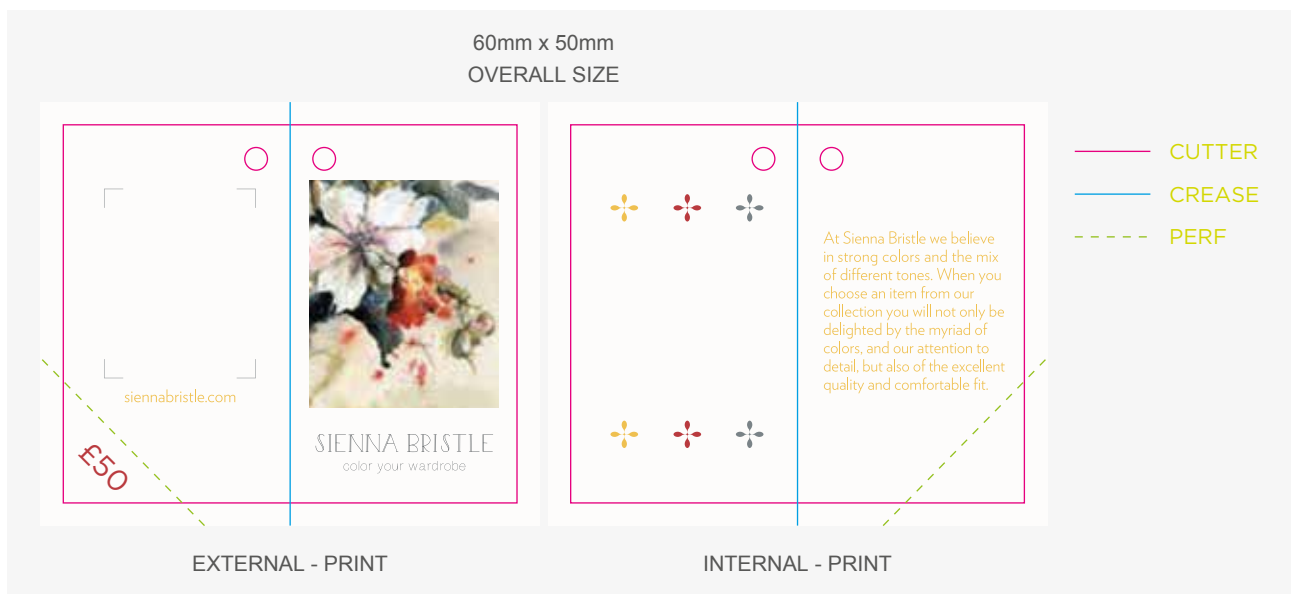 60mm x 50mm
OVERALL SIZE
CUTTER
CREASE
PERF
siennabristle.com
£50
SIENNA BRISTLE
color your wardrobe
At Sienna Bristle we believe
in strong colors and the mix
of different tones. When you
choose an item from our
collection you will not only be
delighted by the myriad of
colors, and our attention to
detail, but also of the excellent
quality and comfortable fit.
EXTERNAL - PRINT
INTERNAL - PRINT